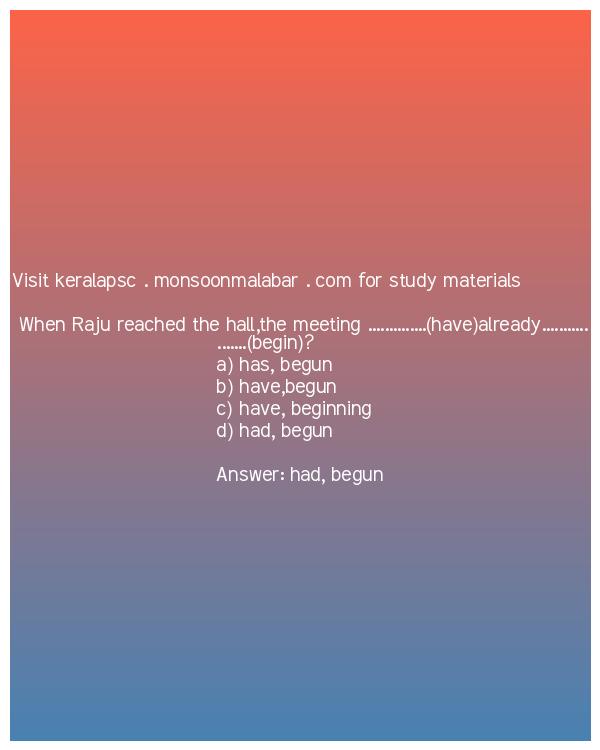 Visit keralapsc . monsoonmalabar . com for study materials
When Raju reached the hall,the meeting ..............(have)already...........
.......(begin)?
a) has, begun
b) have,begun
c) have, beginning
d) had, begun
Answer: had, begun